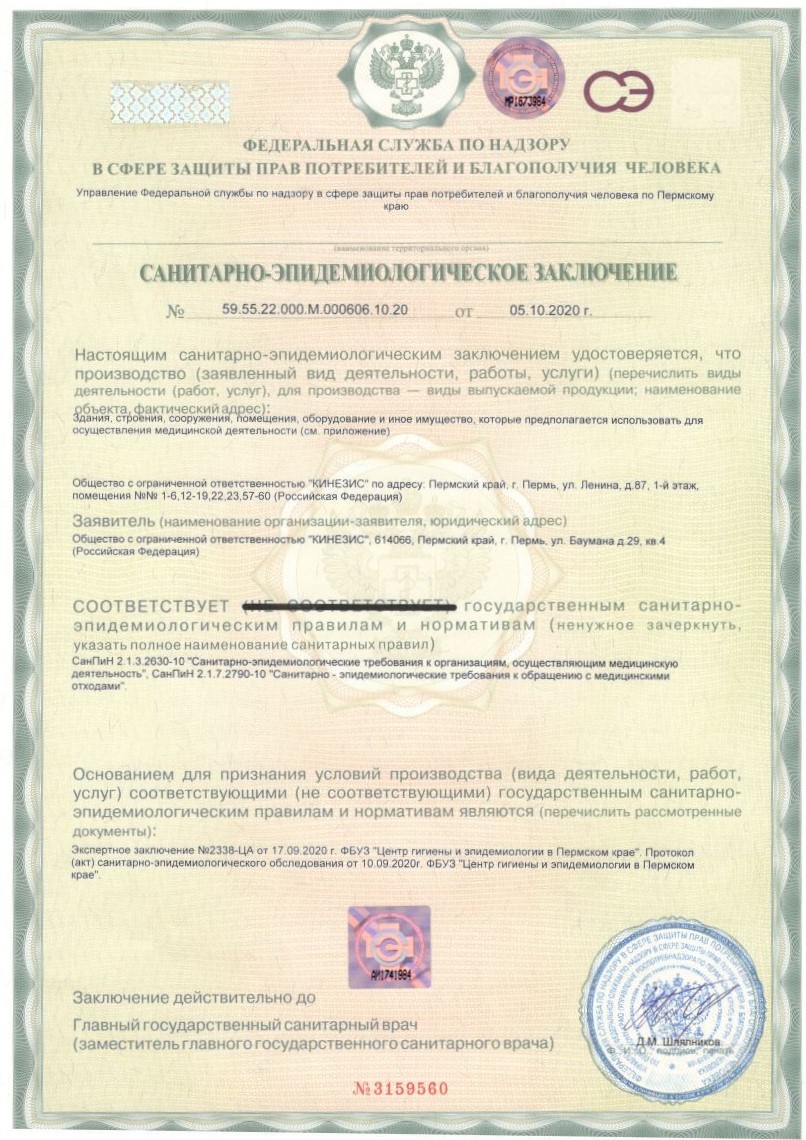 МР1673984
СЭ
ФЕДЕРАЛЬНАЯ СЛУЖБА ПО НАДЗОРУ
В СФЕРЕ ЗАЩИТЫ ПРАВ ПОТРЕБИТЕЛЕЙ И БЛАГОПОЛУЧИЯ ЧЕЛОВЕКА
Управление Федеральной службы по надзору в сфере защиты прав потребителей и благополучия человека по Пермскому
краю
(наименование территориального органа)
САНИТАРНО-ЭПИДЕМИОЛОГИЧЕСКОЕ ЗАКЛЮЧЕНИЕ
№ 59.55.22.000.М.000606.10.20 от 05.10.2020 г.
Настоящим санитарно-эпидемиологическим заключением удостоверяется, что
производство (заявленный вид деятельности, работы, услуги) (перечислить виды
деятельности (работ, услуг), для производства — виды выпускаемой продукции; наименование
объекта, фактический адрес):
Здания, строения, сооружения, помещения, оборудование и иное имущество, которые предполагается использовать для
осуществления медицинской деятельности (см. приложение)
Общество с ограниченной ответственностью "КИНЕЗИС" по адресу: Пермский край, г. Пермь, ул. Ленина, д.87, 1-й этаж,
помещения №№ 1-6,12-19,22,23,57-60 (Российская Федерация)
Заявитель (наименование организации-заявителя, юридический адрес)
Общество с ограниченной ответственностью "КИНЕЗИС", 614066, Пермский край, г. Пермь, ул. Баумана д.29, кв.4
(Российская Федерация)
СООТВЕТСТВУЕТ (НЕ СООТВЕТСТВУЕТ) государственным санитарно-
эпидемиологическим правилам и нормативам (ненужное зачеркнуть,
указать полное наименование санитарных правил)
СанПиН 2.1.3.2630-10 "Санитарно-эпидемиологические требования к организациям, осуществляющим медицинскую
деятельность", СанПиН 2.1.7.2790-10 "Санитарно - эпидемиологические требования к обращению с медицинскими
отходами".
Основанием для признания условий производства (вида деятельности, работ,
услуг) соответствующими (не соответствующими) государственным санитарно-
эпидемиологическим правилам и нормативам являются (перечислить рассмотренные
документы):
Экспертное заключение №2338-ЦА от 17.09.2020 г. ФБУЗ "Центр гигиены и эпидемиологии в Пермском крае". Протокол
(акт) санитарно-эпидемиологического обследования от 10.09.2020г. ФБУЗ "Центр гигиены и эпидемиологии в Пермском
крае".
АМ1741984
Заключение действительно до
Главный государственный санитарный врач
(заместитель главного государственного санитарного врача)
Д.М. Шляпников
Ф. И. О., подпись, печать
№3159560